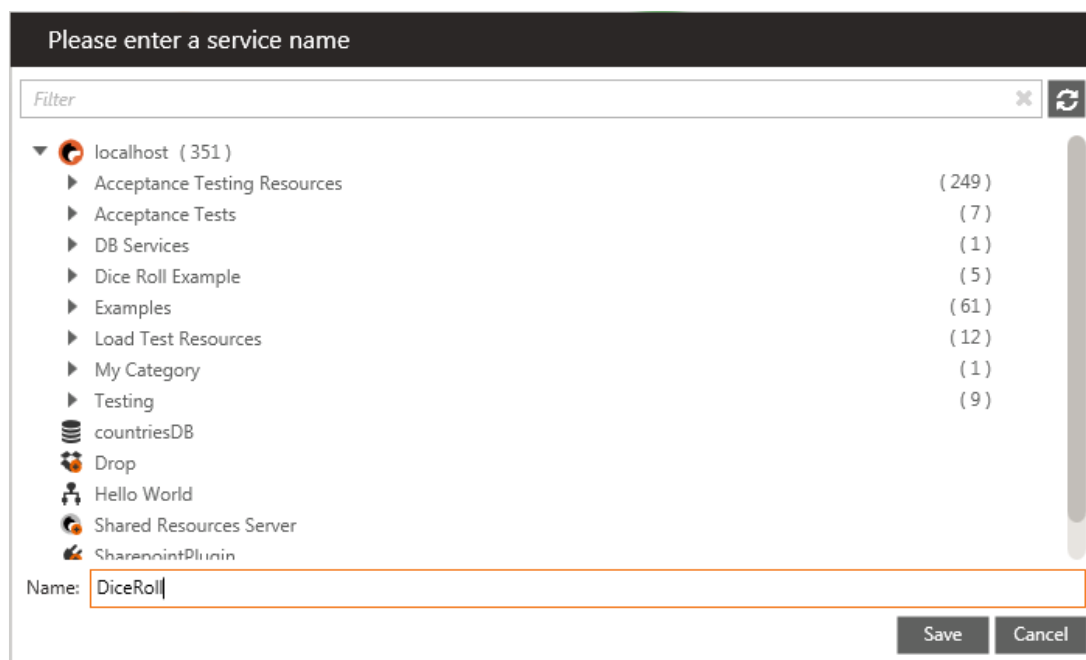 Please enter a service name
Filter
localhost ( 351 )
Acceptance Testing Resources ( 249 )
Acceptance Tests ( 7 )
DB Services ( 1 )
Dice Roll Example ( 5 )
Examples ( 61 )
Load Test Resources ( 12 )
My Category ( 1 )
Testing ( 9 )
countriesDB
Drop
Hello World
Shared Resources Server
SharepointPlugin
Name: DiceRoll
Save Cancel